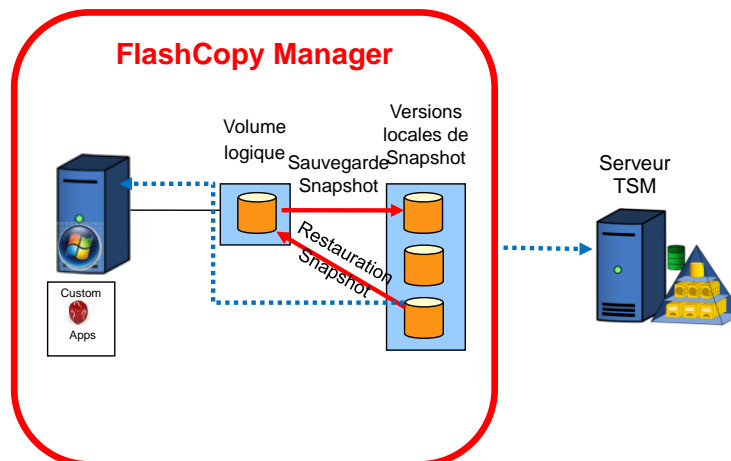 FlashCopy Manager
Volume
logique
Versions
locales de
Snapshot
Sauvegarde
Snapshot
Restauration
Snapshot
Serveur
TSM
Custom
Apps